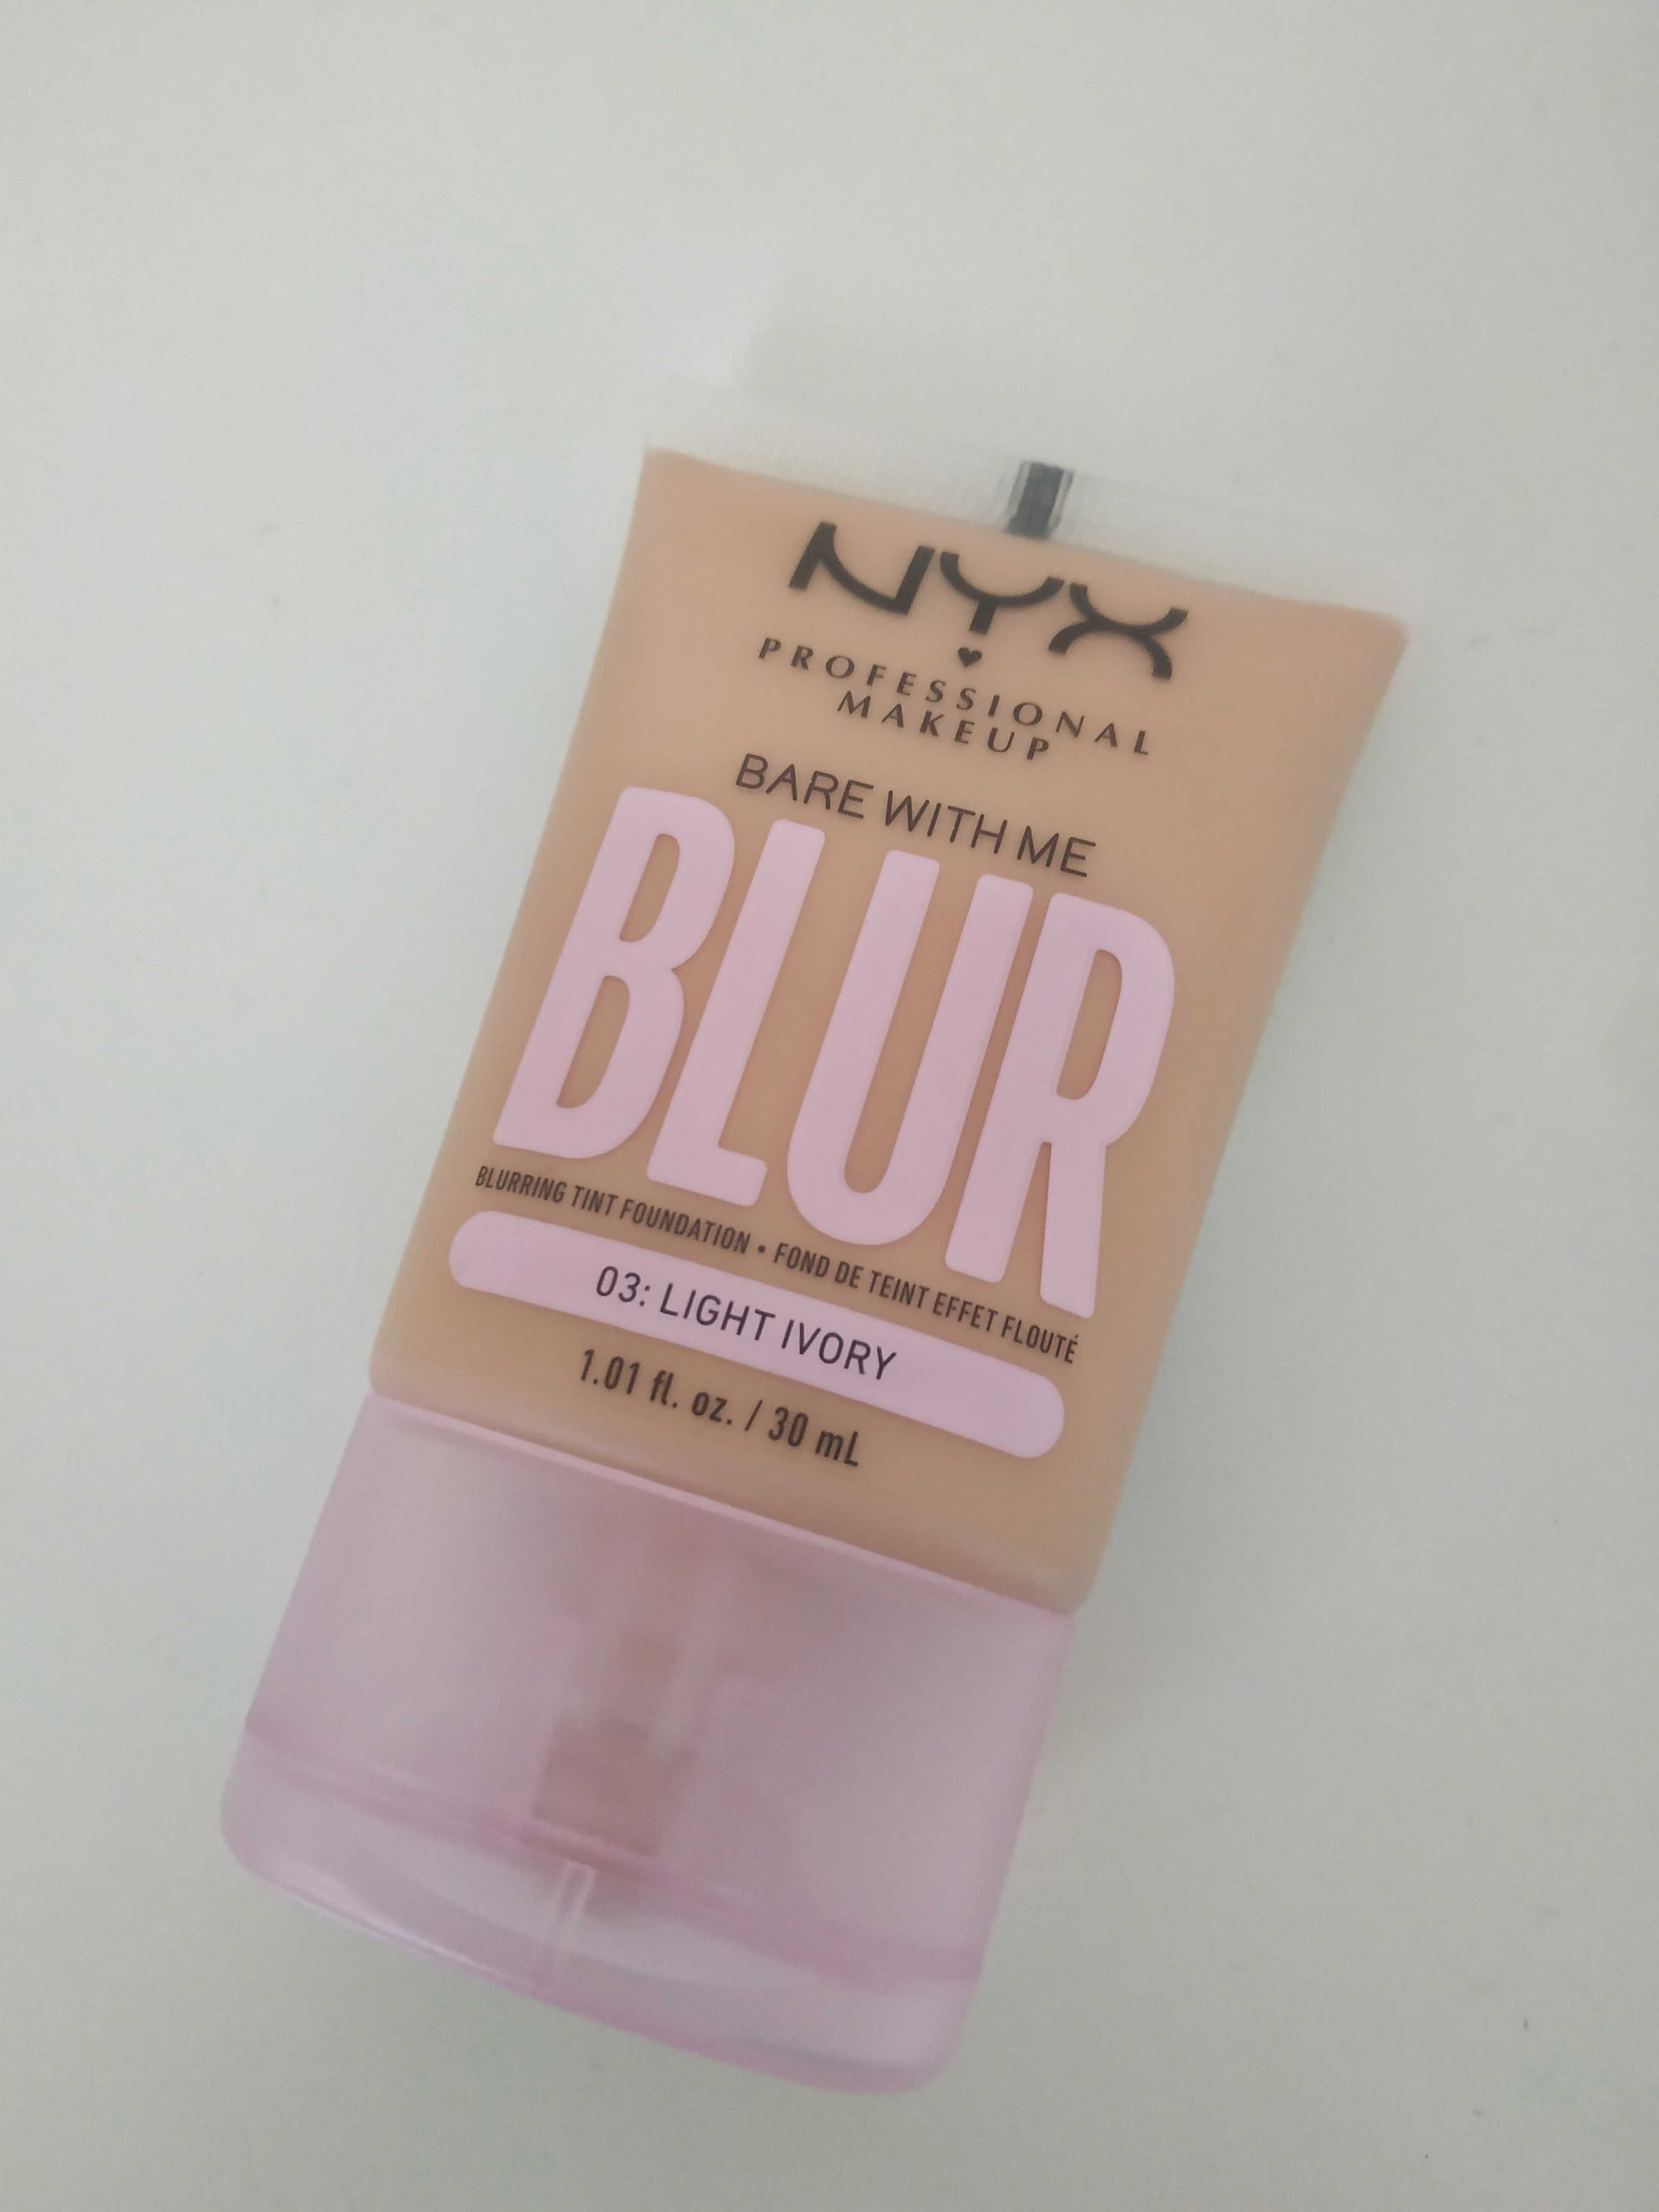 NYX
PROFESSIONAL
MAKEUP
BARE WITH ME
BLUR
BLURRING TINT FOUNDATION • FOND DE TEINT EFFET FLOUTÉ
03: LIGHT IVORY
1.01 fl. oz. / 30 mL